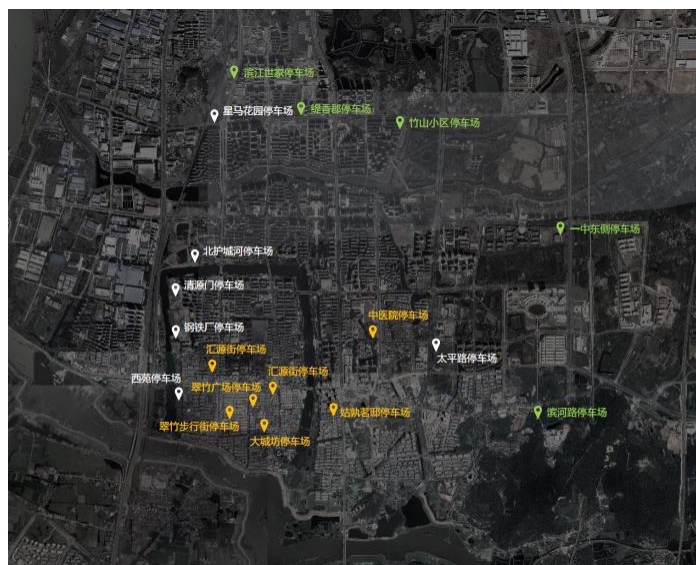 滨江世家停车场
缇香郡停车场
星马花园停车场
竹山小区停车场
一中东侧停车场
北护城河停车场
清源门停车场
中医院停车场
钢铁厂停车场
汇源街停车场
太平路停车场
汇源街停车场
西苑停车场
翠竹广场停车场
姑孰茗邸停车场
滨河路停车场
翠竹步行街停车场
大城坊停车场